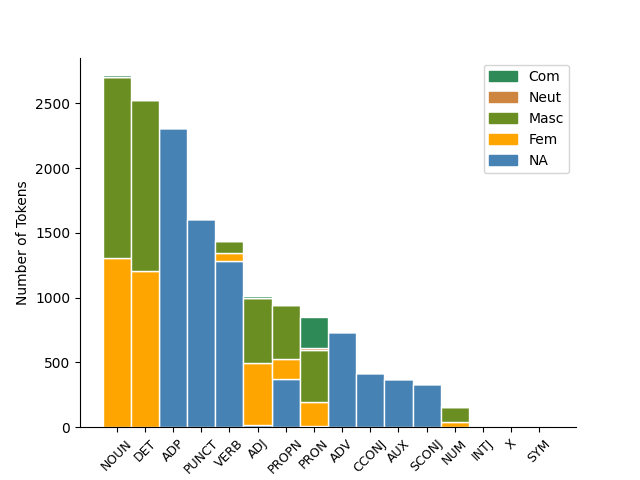 Com
Neut
Masc
Fem
NA
Number of Tokens
2500
2000
1500
1000
500
0
NOUN
DET
ADP
PUNCT
VERB
ADJ
PROPN
PRON
ADV
CCONJ
AUX
SCONJ
NUM
INTJ
X
SYM